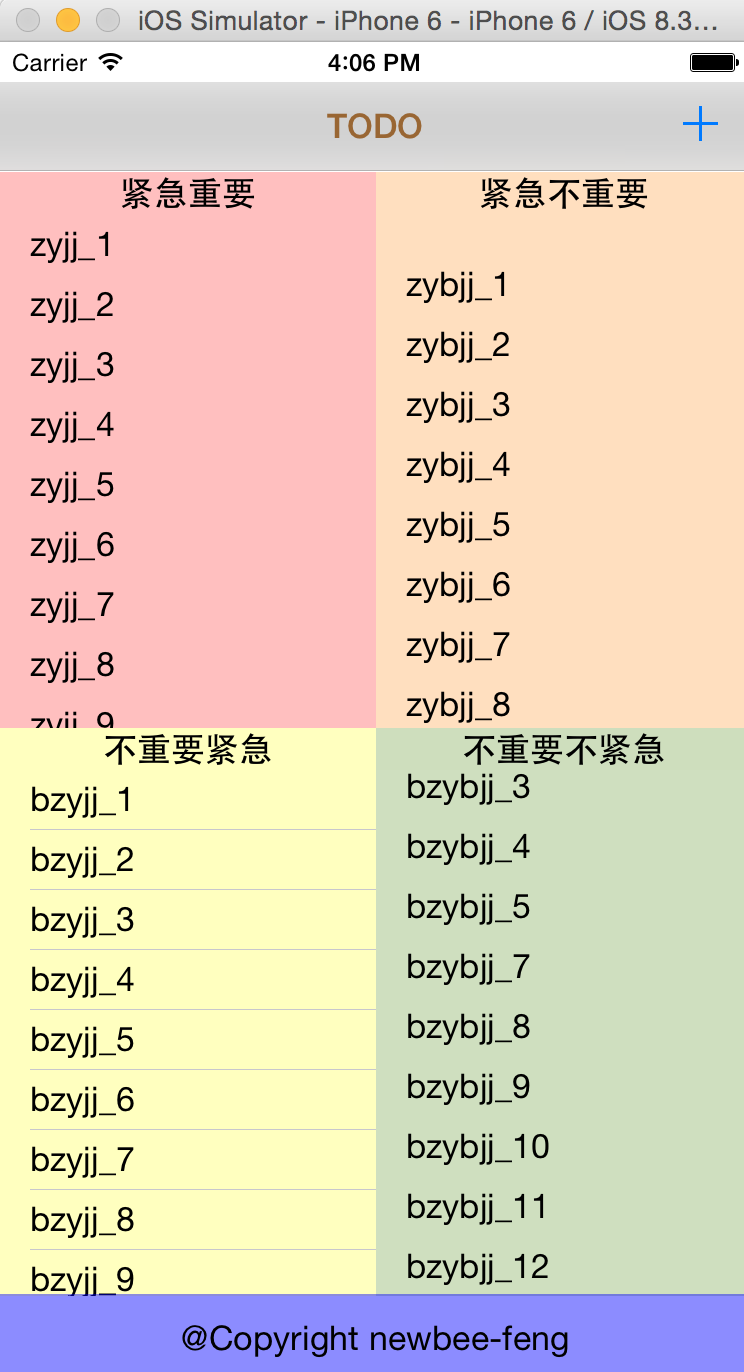 iOS Simulator - iPhone 6 - iPhone 6 / iOS 8.3...
Carrier 4:06 PM
TODO
紧急重要
zyjj_1
zyjj_2
zyjj_3
zyjj_4
zyjj_5
zyjj_6
zyjj_7
zyjj_8
zyjj_9
紧急不重要
zybjj_1
zybjj_2
zybjj_3
zybjj_4
zybjj_5
zybjj_6
zybjj_7
zybjj_8
不重要紧急
bzyjj_1
bzyjj_2
bzyjj_3
bzyjj_4
bzyjj_5
bzyjj_6
bzyjj_7
bzyjj_8
bzyjj_9
不重要不紧急
bzybjj_3
bzybjj_4
bzybjj_5
bzybjj_7
bzybjj_8
bzybjj_9
bzybjj_10
bzybjj_11
bzybjj_12
@Copyright newbee-feng